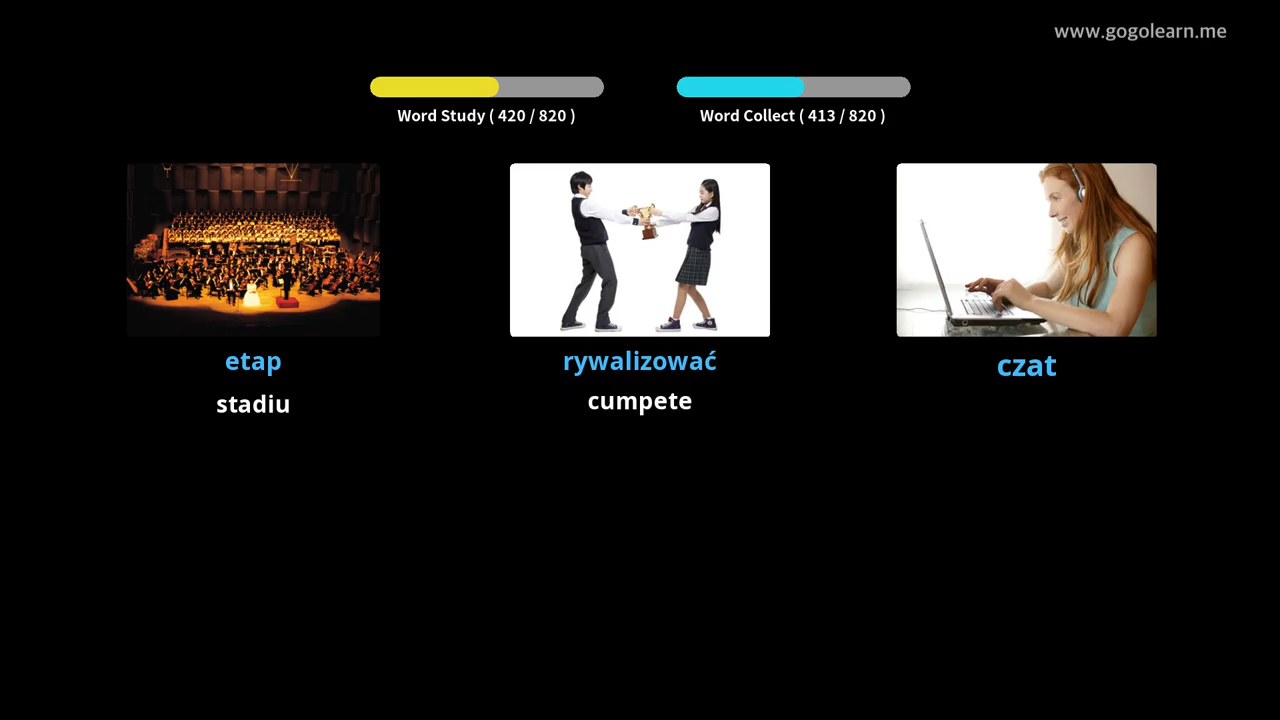 www.gogolearn.me
Word Study ( 420 / 820 )
Word Collect ( 413 / 820 )
etap
stadiu
rywalizować
cumpete
czat